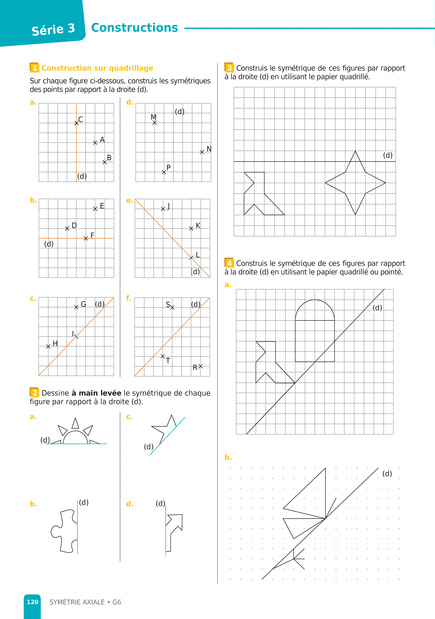 Série 3
Constructions
1 Construction sur quadrillage
Sur chaque figure ci-dessous, construis les symétriques
des points par rapport à la droite (d).
a.
C
A
B
(d)
d.
(d)
M
N
P
b.
E
D
F
(d)
e.
J
K
L
(d)
c.
G
(d)
I
H
f.
S
(d)
T
R
2 Dessine à main levée le symétrique de chaque
figure par rapport à la droite (d).
a.
(d)
c.
(d)
b.
(d)
d.
(d)
3 Construis le symétrique de ces figures par rapport
à la droite (d) en utilisant le papier quadrillé.
(d)
4 Construis le symétrique de ces figures par rapport
à la droite (d) en utilisant le papier quadrillé ou pointé.
a.
(d)
b.
(d)
120 SYMÉTRIE AXIALE • G6